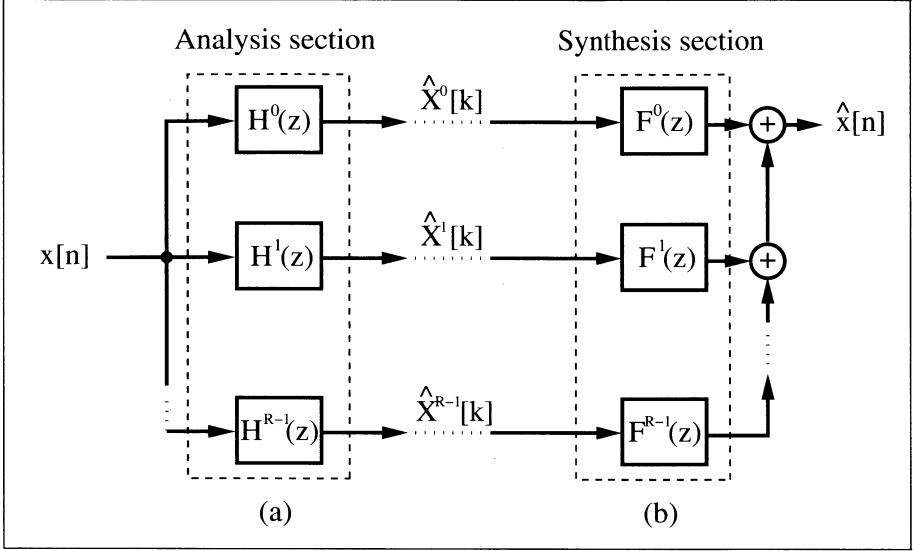 Analysis section Synthesis section
H⁰(z) X̂⁰[k] F⁰(z) + x̂[n]
x[n] H¹(z) X̂¹[k] F¹(z) +
Hᴿ⁻¹(z) X̂ᴿ⁻¹[k] Fᴿ⁻¹(z)
(a) (b)